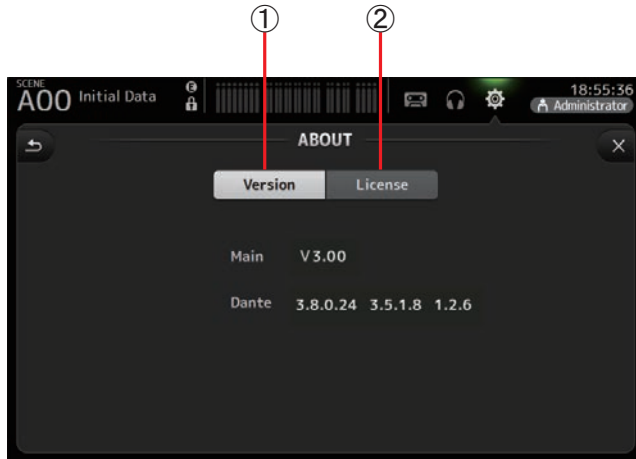 ① ②
SCENE
A00 Initial Data E 18:55:36
Administrator
ABOUT
Version License
Main V3.00
Dante 3.8.0.24 3.5.1.8 1.2.6